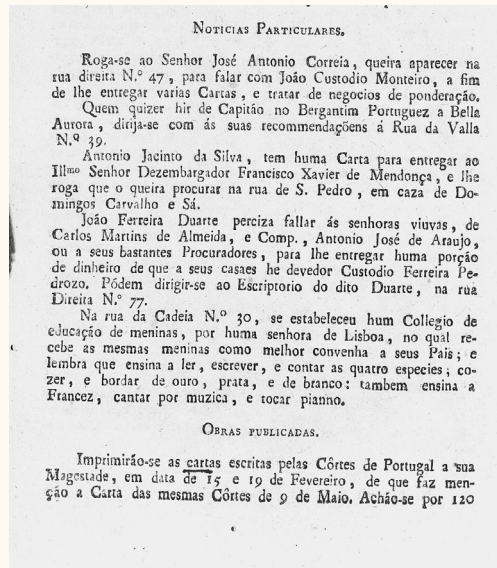 NOTICIAS PARTICULARES.
Roga-se ao Senhor José Antonio Correia, queira aparecer na
rua direita N.º 47, para falar com João Custodio Monteiro, a fim
de lhe entregar varias Cartas, e tratar de negocios de ponderação.
Quem quizer hir de Capitão no Bergantim Portuguez a Bella
Aurora, dirija-se com ás suas recommendaçoens á Rua da Valla
N.º 39.
Antonio Jacinto da Silva, tem huma Carta para entregar ao
Illmo Senhor Dezembargador Francisco Xavier de Mendonça, e lhe
roga que o queira procurar na rua de S. Pedro, em caza de Do-
mingos Carvalho e Sá.
João Ferreira Duarte perciza fallar ás senhoras viuvas, de
Carlos Martins de Almeida, e Comp., Antonio José de Araujo,
ou a seus bastantes Procuradores, para lhe entregar huma porção
de dinheiro de que a seus casaes he devedor Custodio Ferreira Pe-
drozo. Pódem dirigir-se ao Escriptorio do dito Duarte, na rua
Direita N.º 77.
Na rua da Cadeia N.º 30, se estabeleceu hum Collegio de
educação de meninas, por huma senhora de Lisboa, no qual re-
cebe as mesmas meninas como melhor convenha a seus Pais; e
lembra que ensina a ler, escrever, e contar as quatro especies; co-
zer, e bordar de ouro, prata, e de branco: tambem ensina a
Francez, cantar por muzica, e tocar pianno.
OBRAS PUBLICADAS.
Imprimirão-se as cartas escritas pelas Côrtes de Portugal a sua
Magestade, em data de 15 e 19 de Fevereiro, de que faz men-
ção a Carta das mesmas Côrtes de 9 de Maio. Achão-se por 120